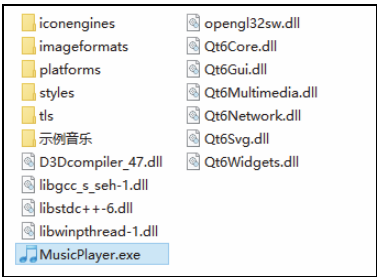 iconengines
imageformats
platforms
styles
tls
示例音乐
D3Dcompiler_47.dll
libgcc_s_seh-1.dll
libstdc++-6.dll
libwinpthread-1.dll
MusicPlayer.exe
opengl32sw.dll
Qt6Core.dll
Qt6Gui.dll
Qt6Multimedia.dll
Qt6Network.dll
Qt6Svg.dll
Qt6Widgets.dll